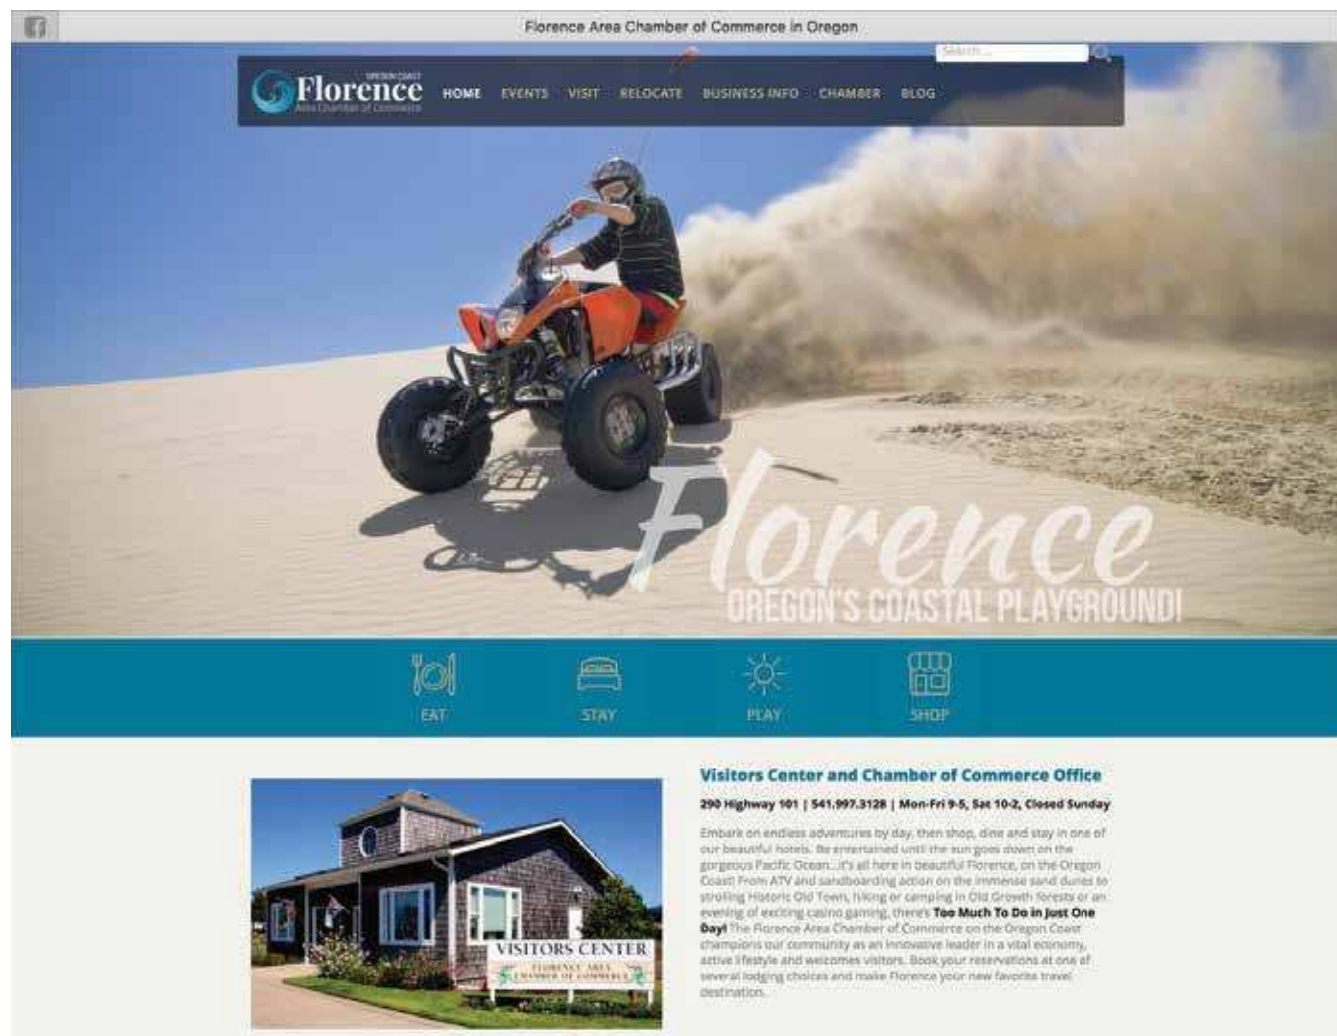 Florence Area Chamber of Commerce in Oregon
Search ...
OREGON COAST
Florence
Area Chamber of Commerce
HOME EVENTS VISIT RELOCATE BUSINESS INFO CHAMBER BLOG
Florence
OREGON'S COASTAL PLAYGROUND!
EAT STAY PLAY SHOP
VISITORS CENTER
FLORENCE AREA
CHAMBER OF COMMERCE
Visitors Center and Chamber of Commerce Office
290 Highway 101 | 541.997.3128 | Mon-Fri 9-5, Sat 10-2, Closed Sunday
Embark on endless adventures by day, then shop, dine and stay in one of
our beautiful hotels. Be entertained until the sun goes down on the
gorgeous Pacific Ocean...it's all here in beautiful Florence, on the Oregon
Coast! From ATV and sandboarding action on the immense sand dunes to
strolling Historic Old Town, hiking or camping in Old Growth forests or an
evening of exciting casino gaming, there's Too Much To Do in Just One
Day! The Florence Area Chamber of Commerce on the Oregon Coast
champions our community as an innovative leader in a vital economy,
active lifestyle and welcomes visitors. Book your reservations at one of
several lodging choices and make Florence your new favorite travel
destination.